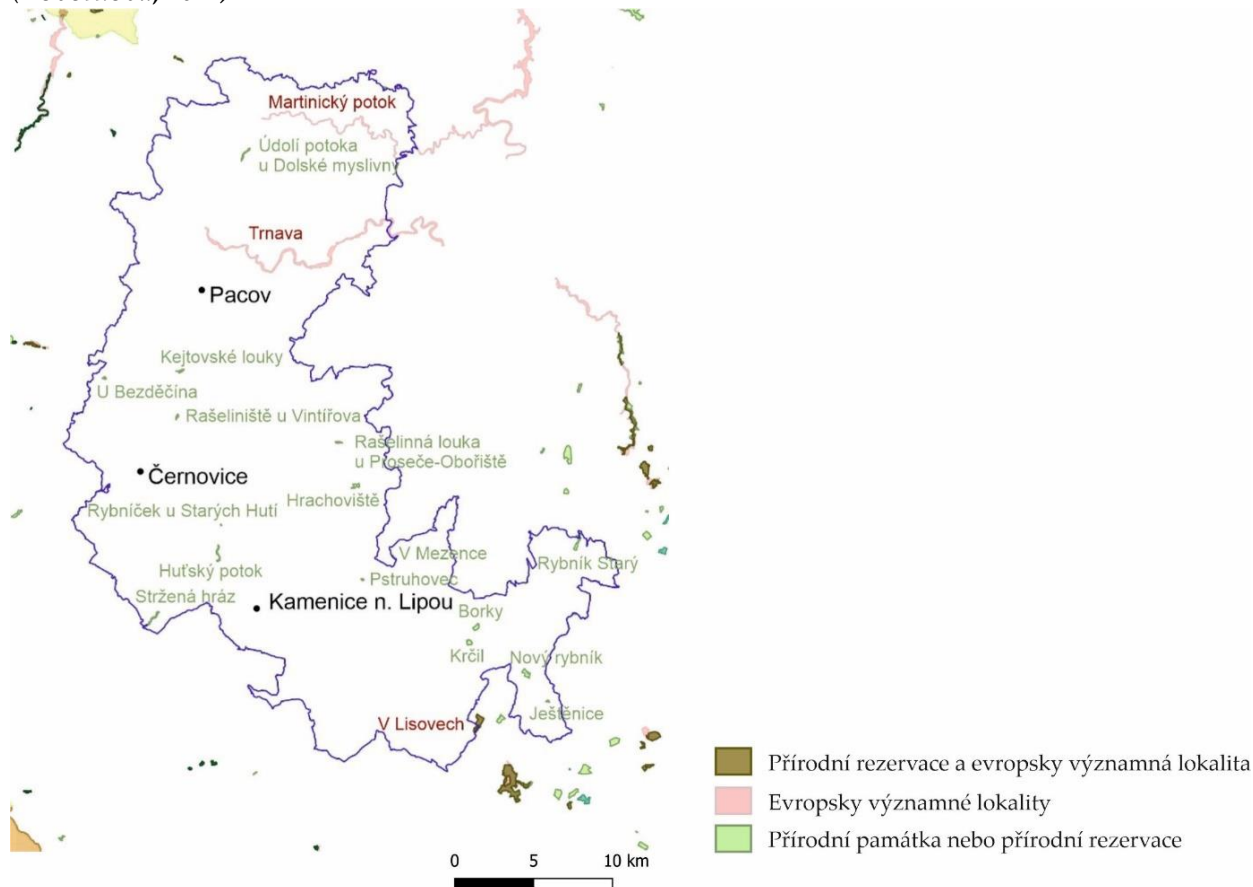 Martinický potok
Údolí potoka
u Dolské myslivny
Trnava
Pacov
Kejtovské louky
U Bezděčína
Rašeliniště u Vintířova
Rašelinná louka
u Proseče-Obořiště
Černovice
Hrachoviště
Rybníček u Starých Hutí
V Mezence
Rybník Starý
Huťský potok
Pstruhovec
Stržená hráz
Kamenice n. Lipou
Borky
Krčil
Nový rybník
Ještěnice
V Lisovech
Přírodní rezervace a evropsky významná lokalita
Evropsky významné lokality
Přírodní památka nebo přírodní rezervace
0 5 10 km